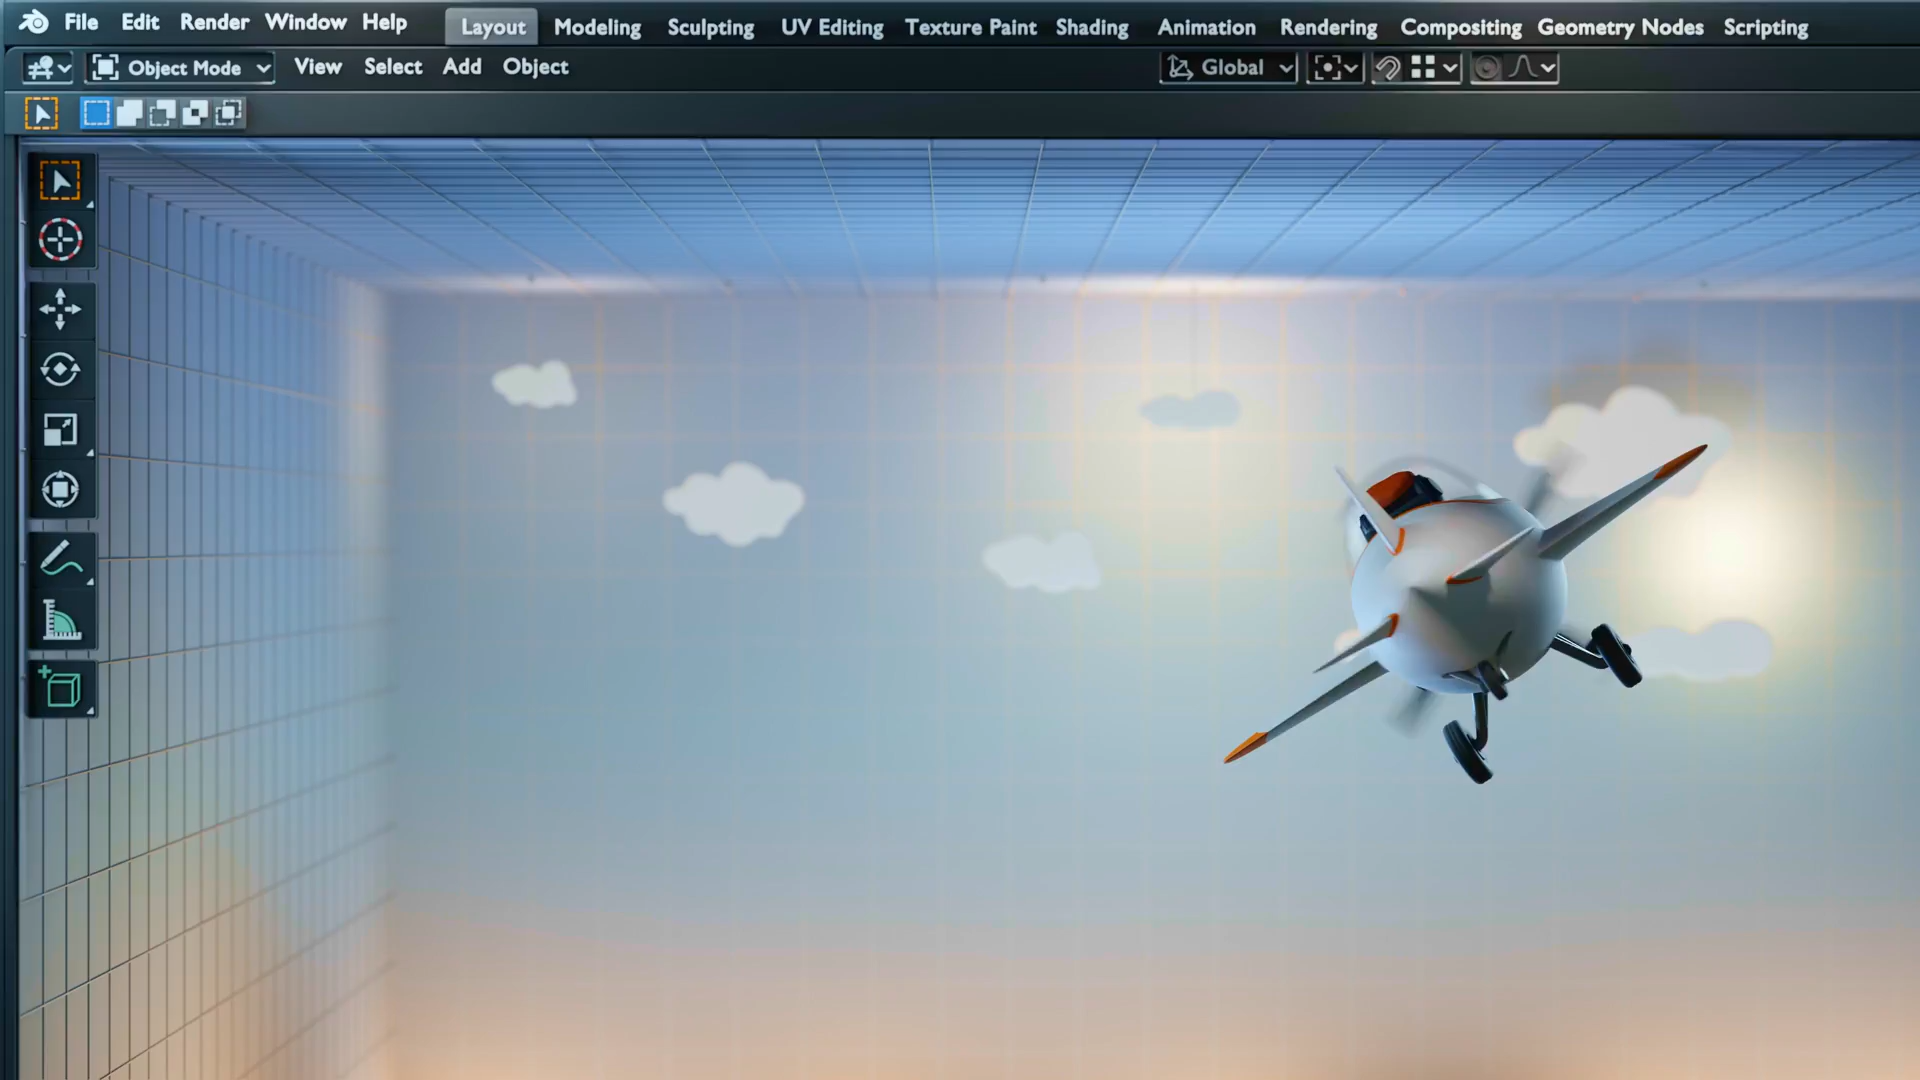 File Edit Render Window Help Layout Modeling Sculpting UV Editing Texture Paint Shading Animation Rendering Compositing Geometry Nodes Scripting
Object Mode View Select Add Object Global